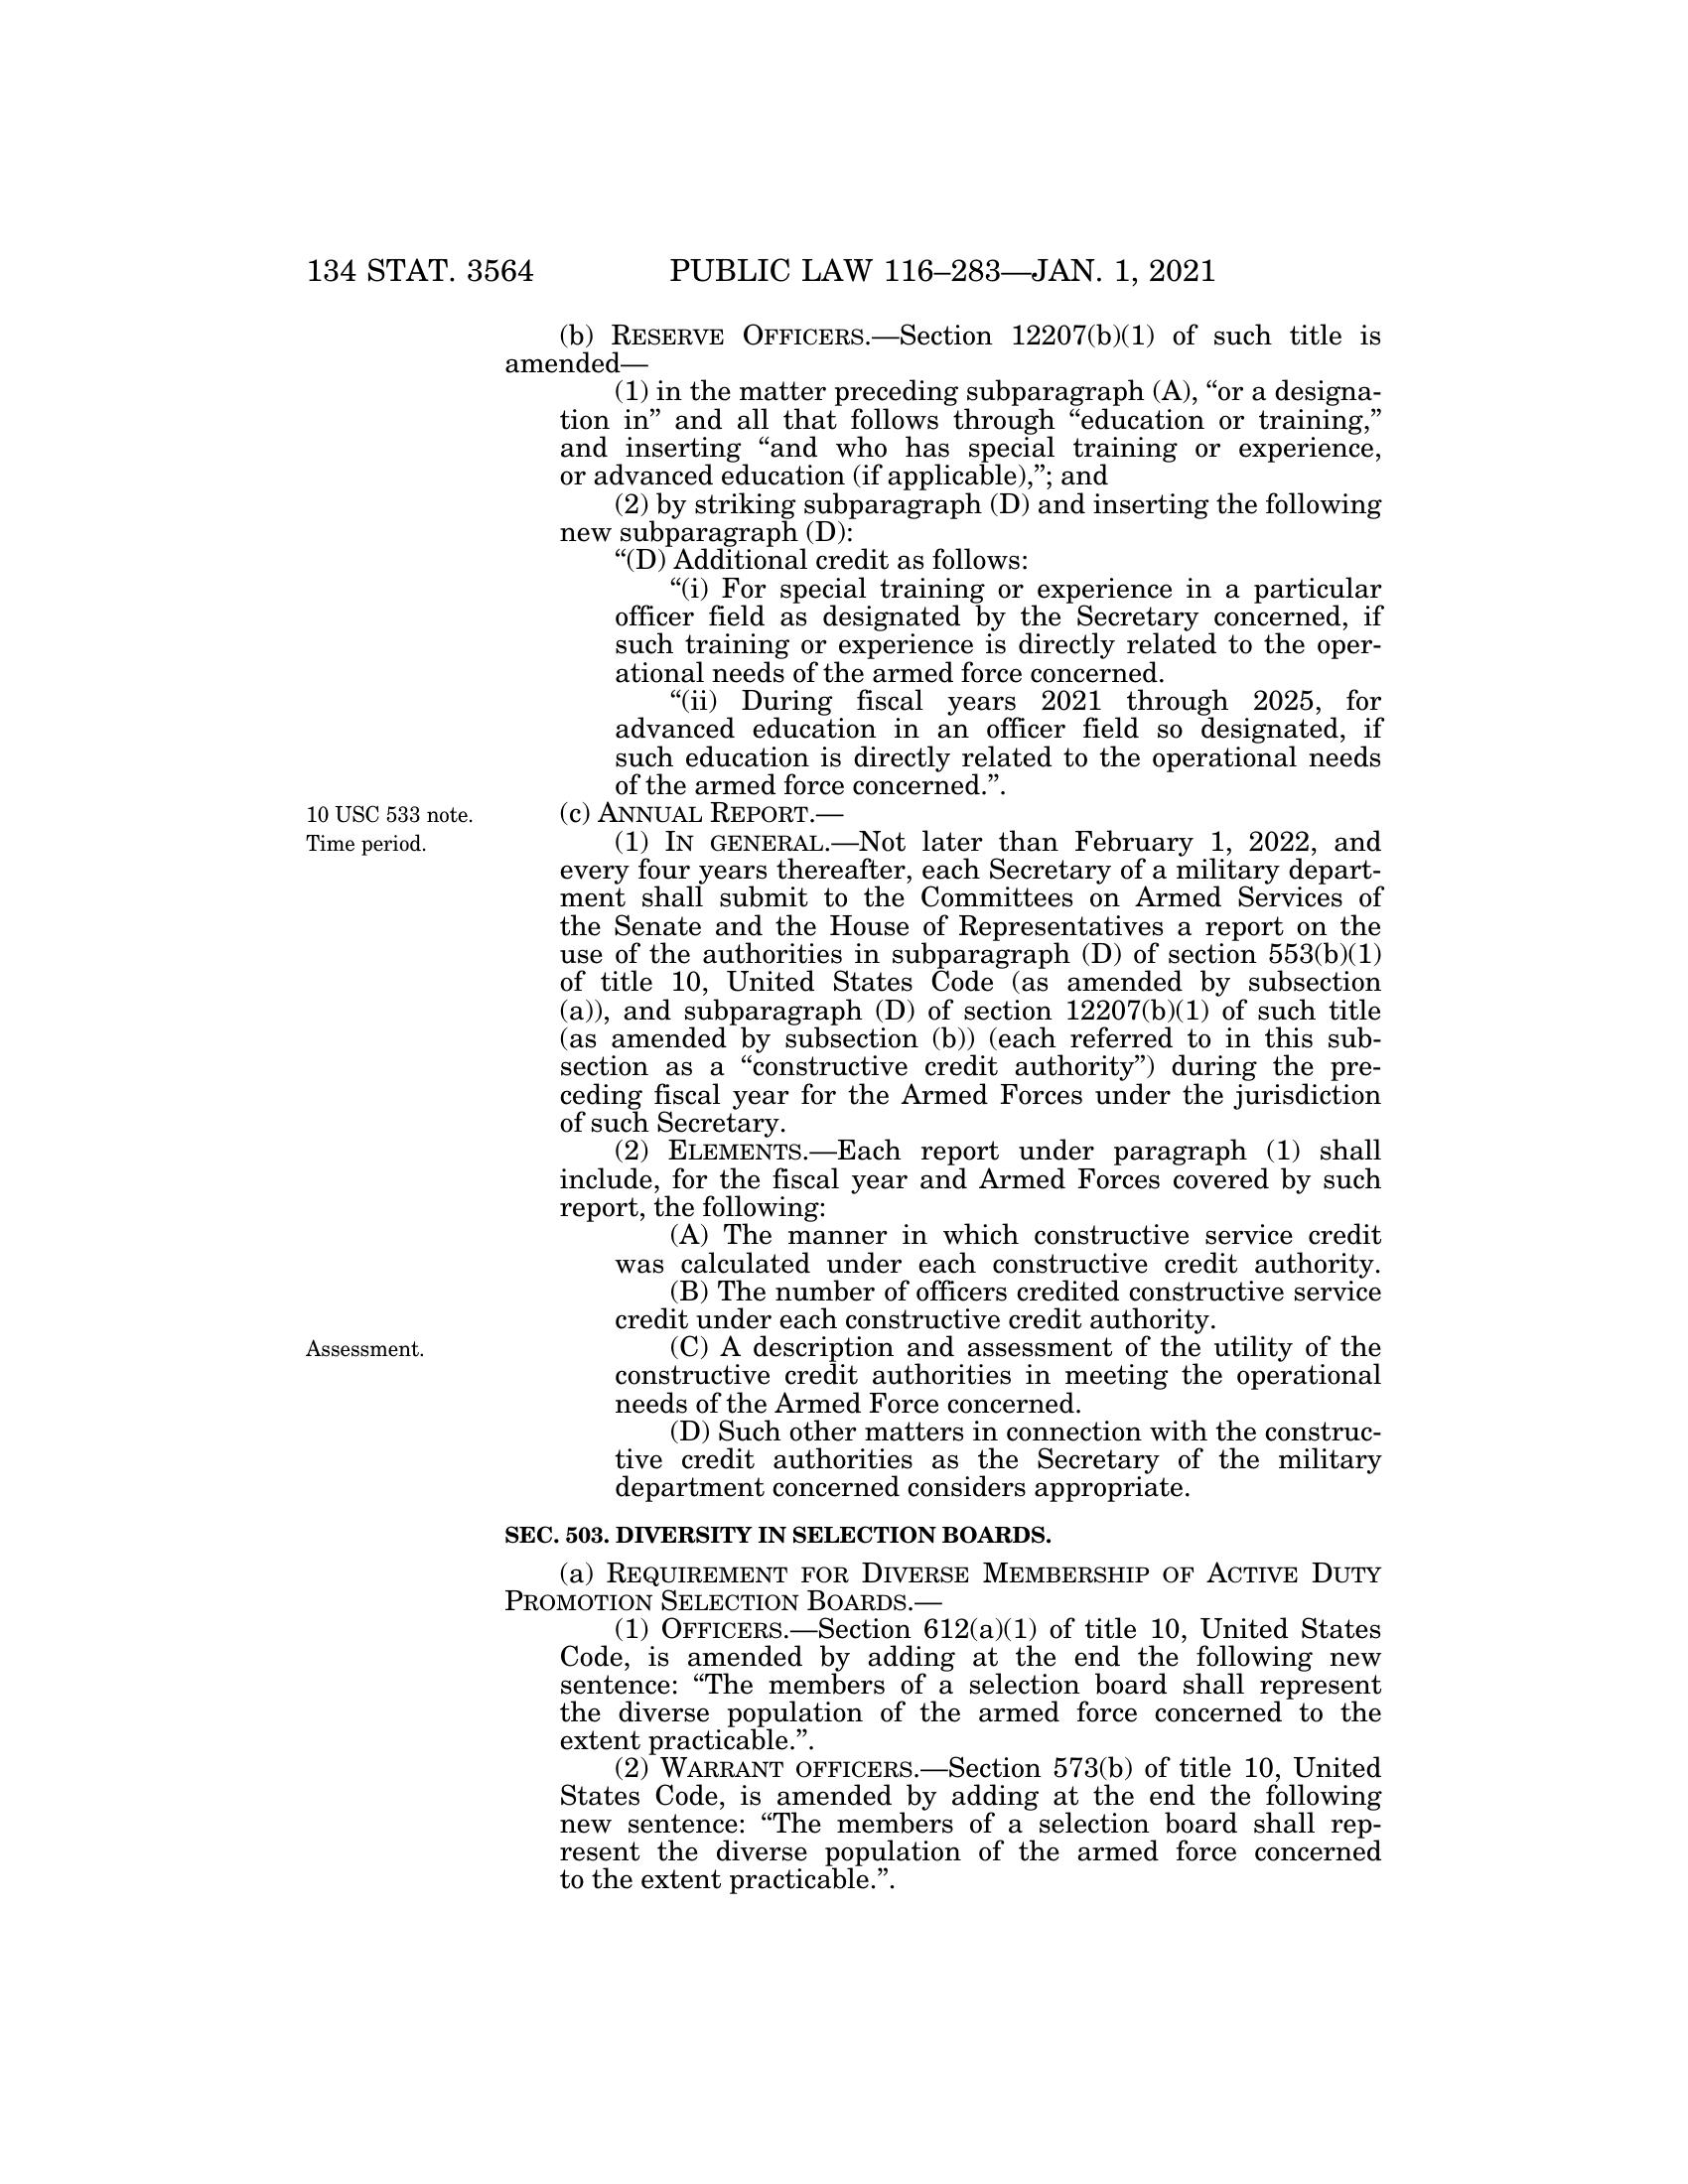 134 STAT. 3564 PUBLIC LAW 116–283—JAN. 1, 2021
(b) RESERVE OFFICERS.—Section 12207(b)(1) of such title is
amended—
(1) in the matter preceding subparagraph (A), “or a designa-
tion in” and all that follows through “education or training,”
and inserting “and who has special training or experience,
or advanced education (if applicable),”; and
(2) by striking subparagraph (D) and inserting the following
new subparagraph (D):
“(D) Additional credit as follows:
“(i) For special training or experience in a particular
officer field as designated by the Secretary concerned, if
such training or experience is directly related to the oper-
ational needs of the armed force concerned.
“(ii) During fiscal years 2021 through 2025, for
advanced education in an officer field so designated, if
such education is directly related to the operational needs
of the armed force concerned.”.
10 USC 533 note. (c) ANNUAL REPORT.—
Time period. (1) IN GENERAL.—Not later than February 1, 2022, and
every four years thereafter, each Secretary of a military depart-
ment shall submit to the Committees on Armed Services of
the Senate and the House of Representatives a report on the
use of the authorities in subparagraph (D) of section 553(b)(1)
of title 10, United States Code (as amended by subsection
(a)), and subparagraph (D) of section 12207(b)(1) of such title
(as amended by subsection (b)) (each referred to in this sub-
section as a “constructive credit authority”) during the pre-
ceding fiscal year for the Armed Forces under the jurisdiction
of such Secretary.
(2) ELEMENTS.—Each report under paragraph (1) shall
include, for the fiscal year and Armed Forces covered by such
report, the following:
(A) The manner in which constructive service credit
was calculated under each constructive credit authority.
(B) The number of officers credited constructive service
credit under each constructive credit authority.
Assessment. (C) A description and assessment of the utility of the
constructive credit authorities in meeting the operational
needs of the Armed Force concerned.
(D) Such other matters in connection with the construc-
tive credit authorities as the Secretary of the military
department concerned considers appropriate.
SEC. 503. DIVERSITY IN SELECTION BOARDS.
(a) REQUIREMENT FOR DIVERSE MEMBERSHIP OF ACTIVE DUTY
PROMOTION SELECTION BOARDS.—
(1) OFFICERS.—Section 612(a)(1) of title 10, United States
Code, is amended by adding at the end the following new
sentence: “The members of a selection board shall represent
the diverse population of the armed force concerned to the
extent practicable.”.
(2) WARRANT OFFICERS.—Section 573(b) of title 10, United
States Code, is amended by adding at the end the following
new sentence: “The members of a selection board shall rep-
resent the diverse population of the armed force concerned
to the extent practicable.”.